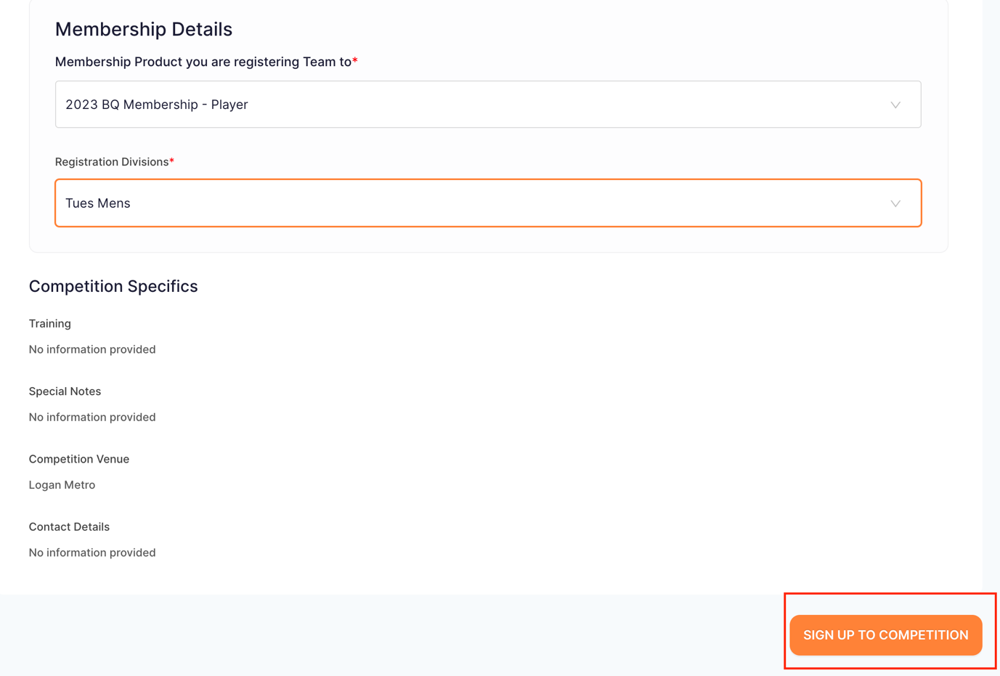 Membership Details
Membership Product you are registering Team to*
2023 BQ Membership - Player
Registration Divisions*
Tues Mens
Competition Specifics
Training
No information provided
Special Notes
No information provided
Competition Venue
Logan Metro
Contact Details
No information provided
SIGN UP TO COMPETITION